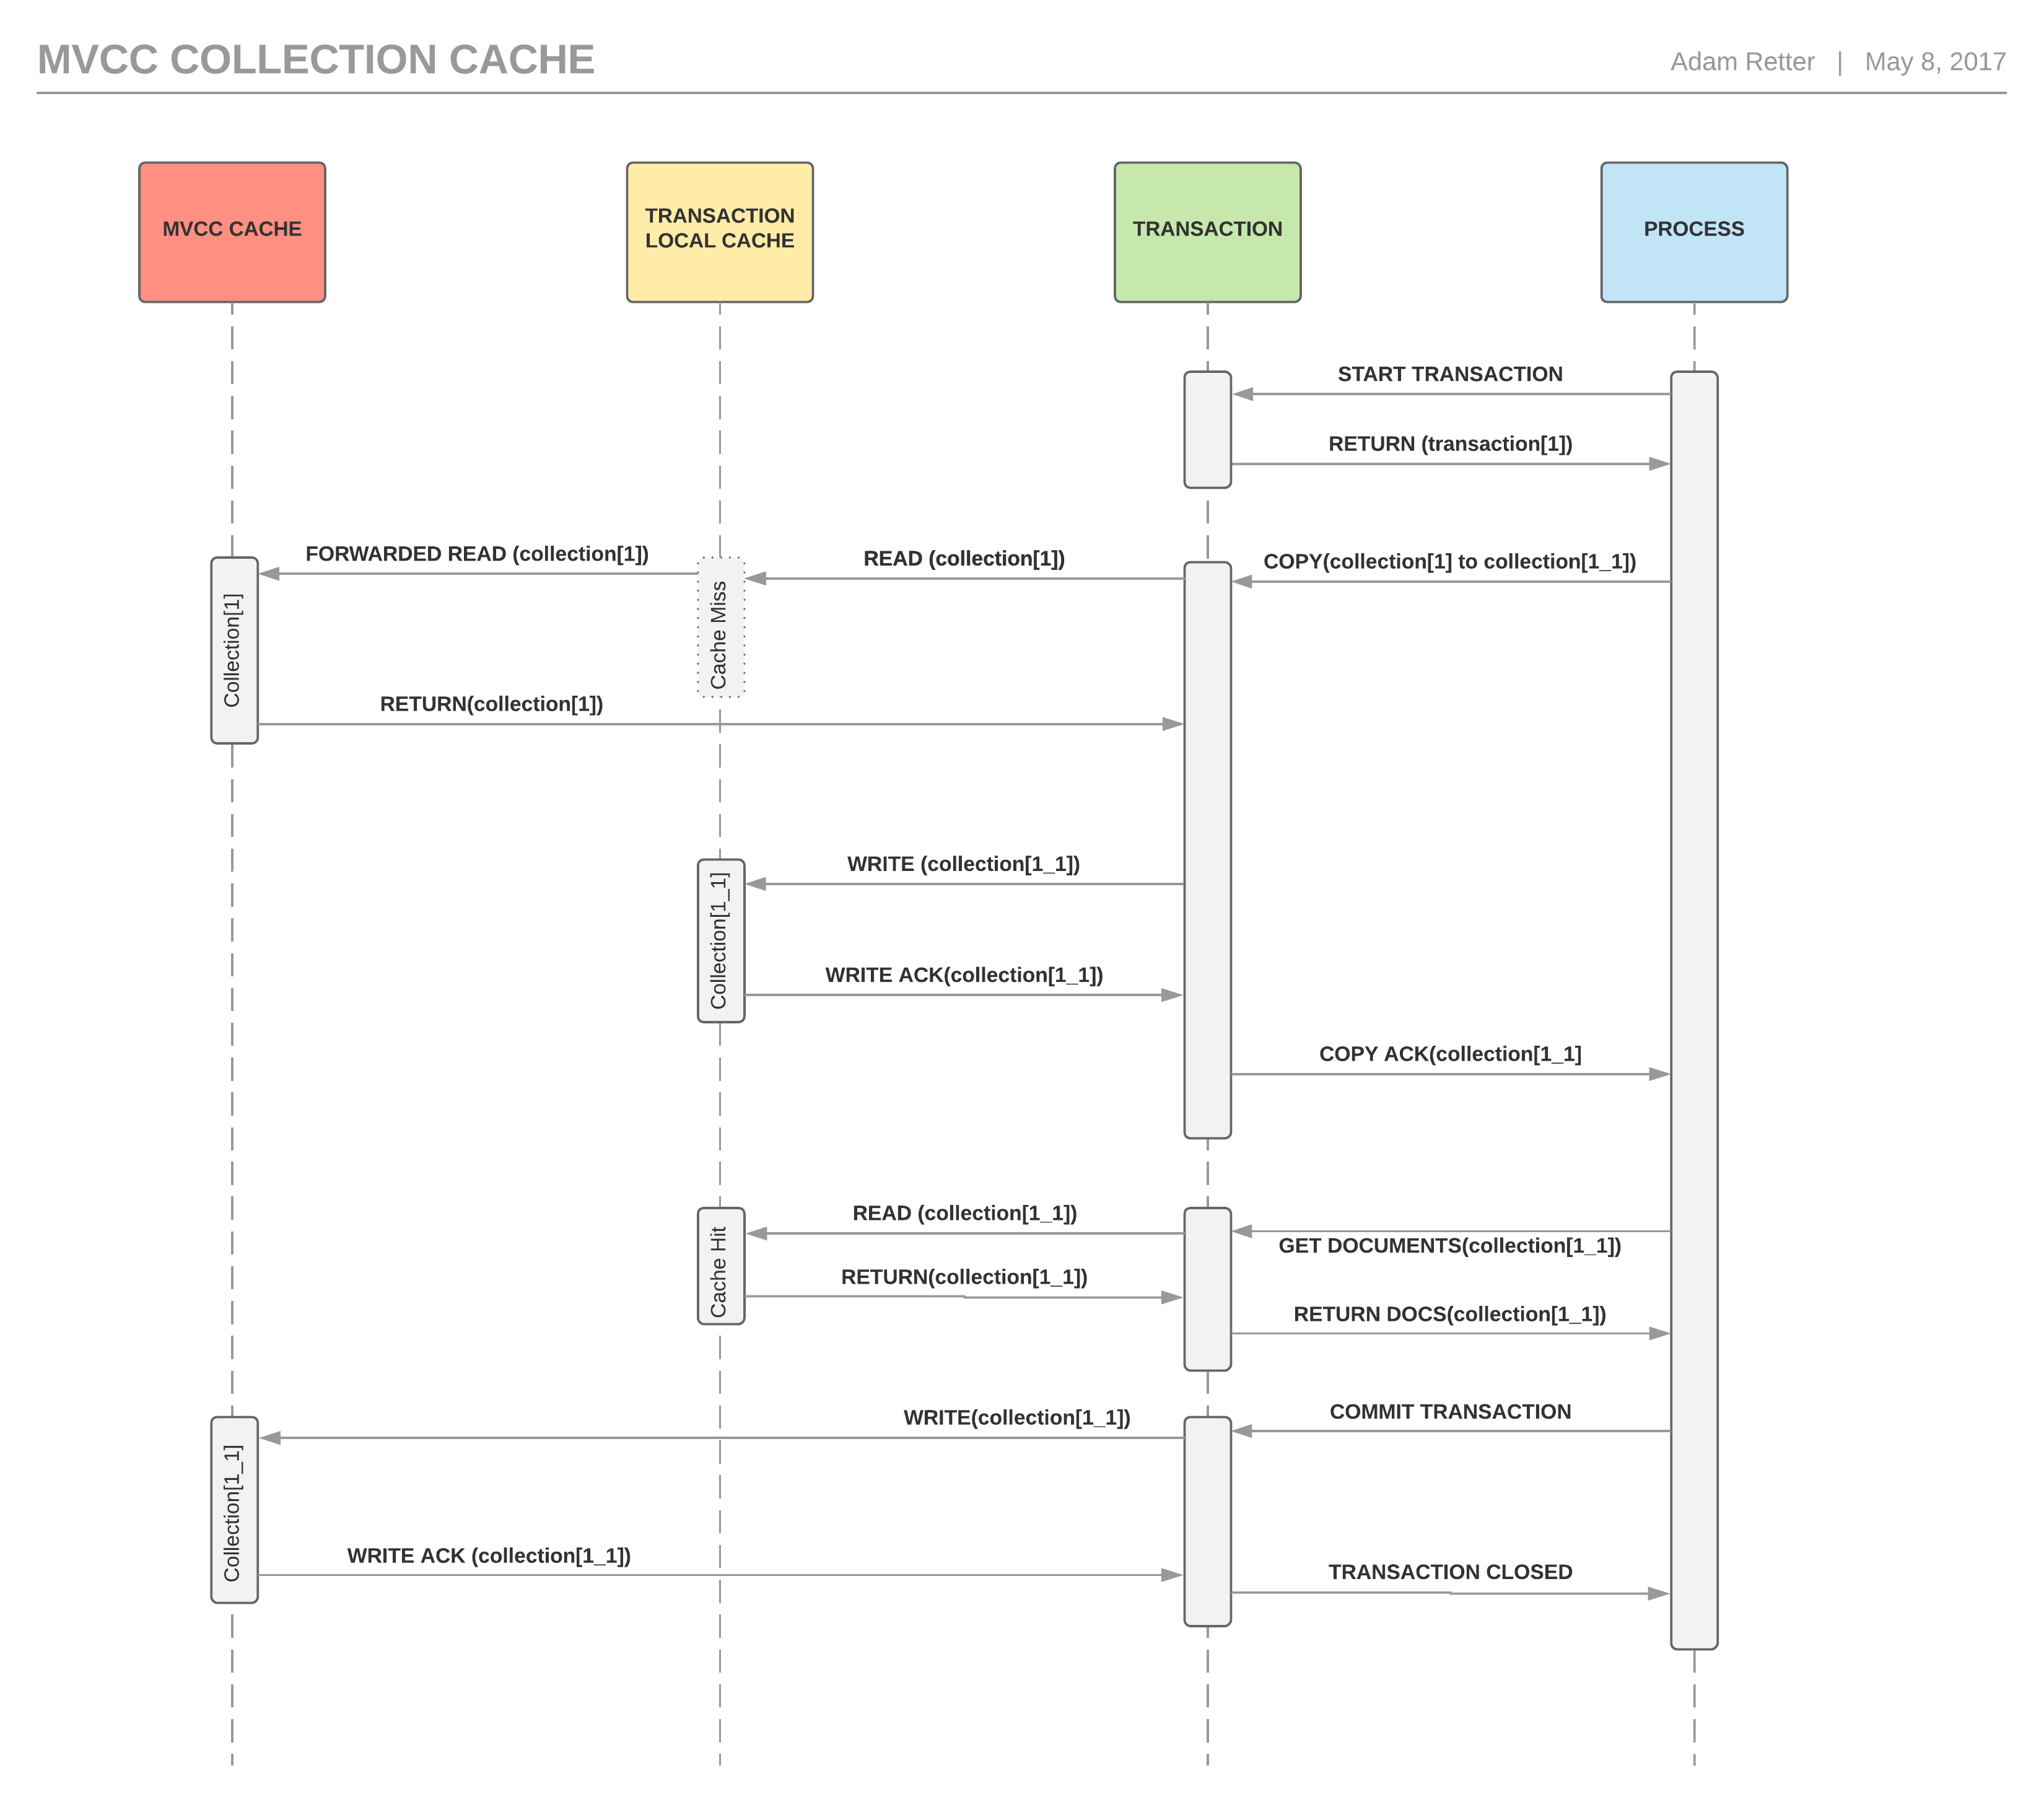 MVCC COLLECTION CACHE
Adam Retter | May 8, 2017
MVCC CACHE
TRANSACTION
LOCAL CACHE
TRANSACTION
PROCESS
START TRANSACTION
RETURN (transaction[1])
FORWARDED READ (collection[1])
READ (collection[1])
COPY(collection[1] to collection[1_1])
Collection[1]
Cache Miss
RETURN(collection[1])
WRITE (collection[1_1])
Collection[1_1]
WRITE ACK(collection[1_1])
COPY ACK(collection[1_1]
READ (collection[1_1])
GET DOCUMENTS(collection[1_1])
Cache Hit
RETURN(collection[1_1])
RETURN DOCS(collection[1_1])
WRITE(collection[1_1])
COMMIT TRANSACTION
Collection[1_1]
WRITE ACK (collection[1_1])
TRANSACTION CLOSED